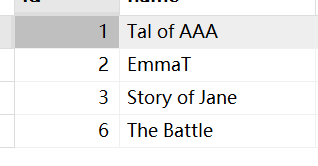 1 Tal of AAA
2 EmmaT
3 Story of Jane
6 The Battle